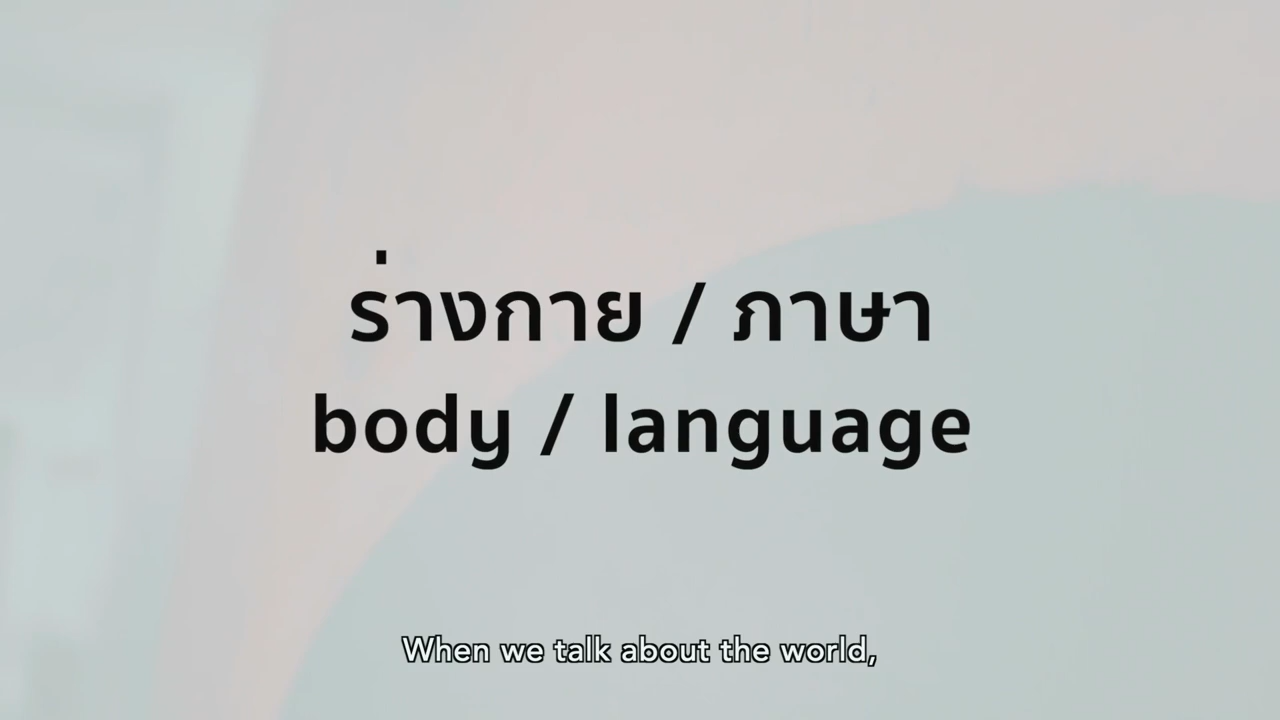 ร่างกาย / ภาษา
body / language
When we talk about the world,